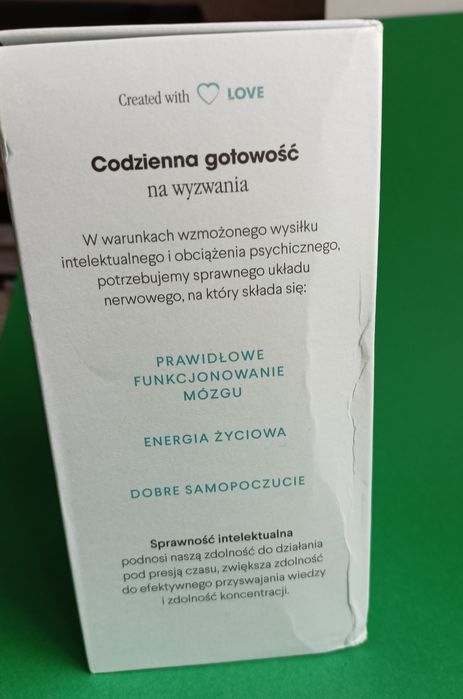 Created with LOVE
Codzienna gotowość
na wyzwania
W warunkach wzmożonego wysiłku
intelektualnego i obciążenia psychicznego,
potrzebujemy sprawnego układu
nerwowego, na który składa się:
PRAWIDŁOWE
FUNKCJONOWANIE
MÓZGU
ENERGIA ŻYCIOWA
DOBRE SAMOPOCZUCIE
Sprawność intelektualna
podnosi naszą zdolność do działania
pod presją czasu, zwiększa zdolność
do efektywnego przyswajania wiedzy
i zdolność koncentracji.